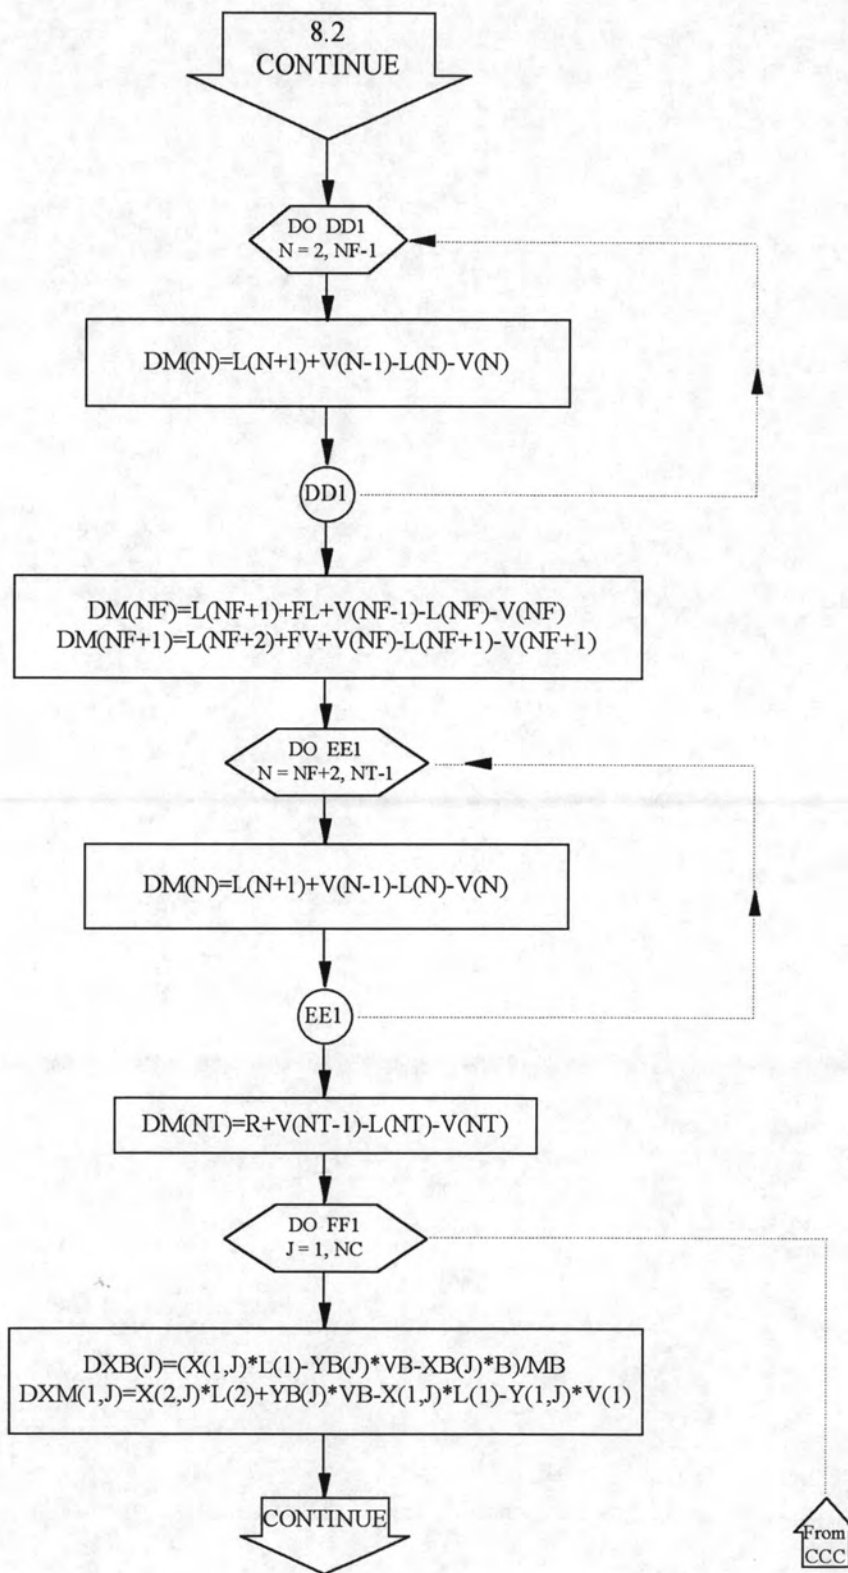 8.2
CONTINUE
DO DD1
N = 2, NF-1
DM(N)=L(N+1)+V(N-1)-L(N)-V(N)
DD1
DM(NF)=L(NF+1)+FL+V(NF-1)-L(NF)-V(NF)
DM(NF+1)=L(NF+2)+FV+V(NF)-L(NF+1)-V(NF+1)
DO EE1
N = NF+2, NT-1
DM(N)=L(N+1)+V(N-1)-L(N)-V(N)
EE1
DM(NT)=R+V(NT-1)-L(NT)-V(NT)
DO FF1
J = 1, NC
DXB(J)=(X(1,J)*L(1)-YB(J)*VB-XB(J)*B)/MB
DXM(1,J)=X(2,J)*L(2)+YB(J)*VB-X(1,J)*L(1)-Y(1,J)*V(1)
CONTINUE
From
CCC